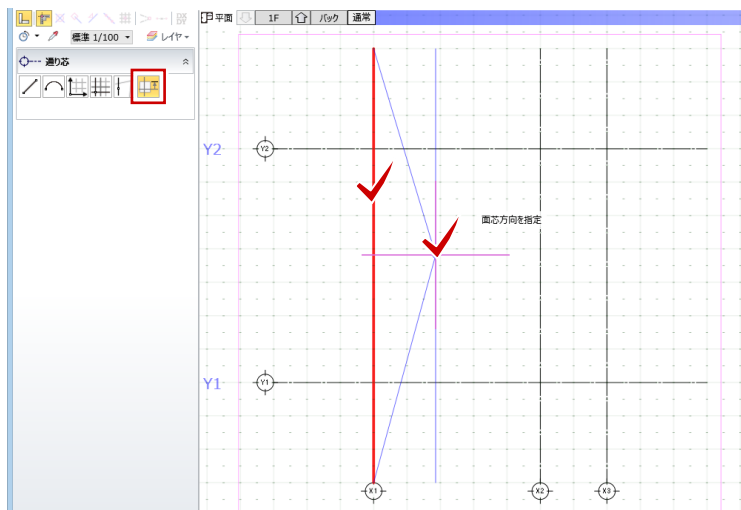 平面 1F バック 通常
標準 1/100 レイヤ
通り芯
Y2 Y2
面芯方向を指定
Y1 Y1
X1 X2 X3